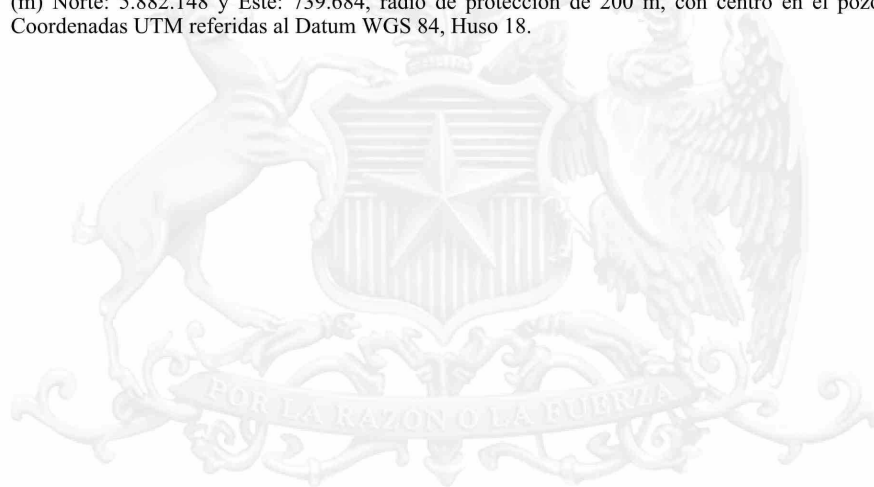 (m) Norte: 5.882.148 y Este: 739.684, radio de protección de 200 m, con centro en el pozo.
Coordenadas UTM referidas al Datum WGS 84, Huso 18.
POR LA RAZON O LA FUERZA